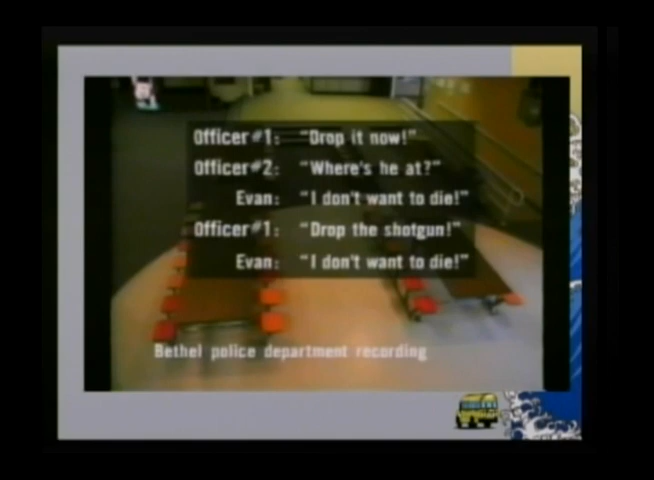 Officer#1: "Drop it now!"
Officer#2: "Where's he at?"
Evan: "I don't want to die!"
Officer#1: "Drop the shotgun!"
Evan: "I don't want to die!"
Bethel police department recording